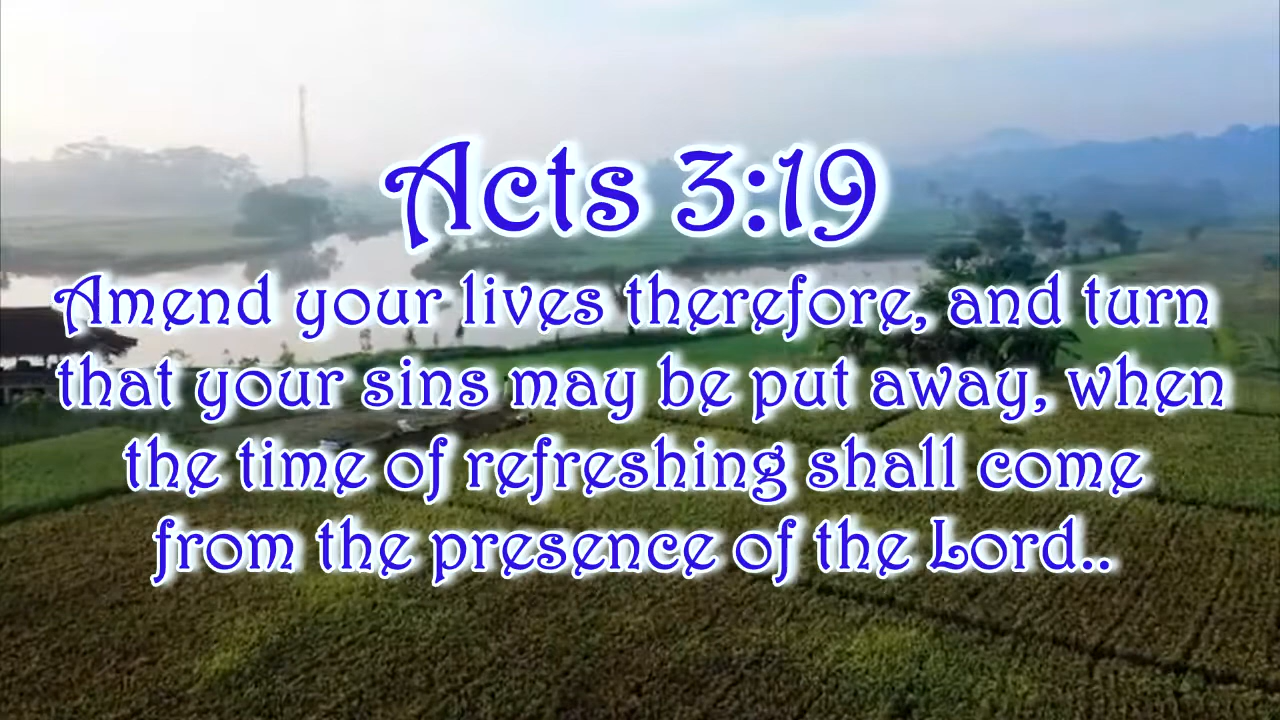 Acts 3:19
Amend your lives therefore, and turn
that your sins may be put away, when
the time of refreshing shall come
from the presence of the Lord..